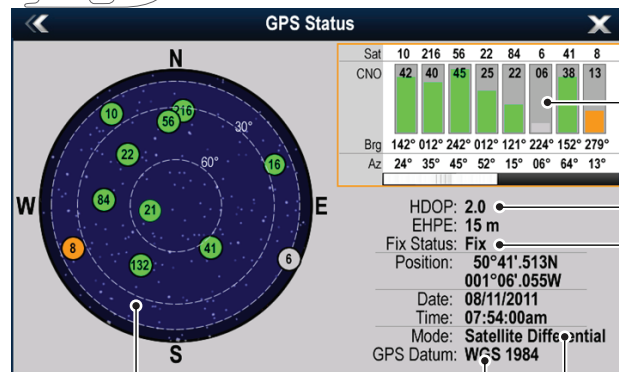 GPS Status
X
Sat 10 216 56 22 84 6 41 8
CNO 42 40 45 25 22 06 38 13
Brg 142° 012° 242° 012° 121° 224° 152° 279°
Az 24° 35° 45° 52° 15° 06° 64° 13°
N
10
216
56
30°
22
60°
16
W
84
21
E
8
41
6
132
S
HDOP: 2.0
EHPE: 15 m
Fix Status: Fix
Position: 50°41'.513N
001°06'.055W
Date: 08/11/2011
Time: 07:54:00am
Mode: Satellite Differential
GPS Datum: WGS 1984